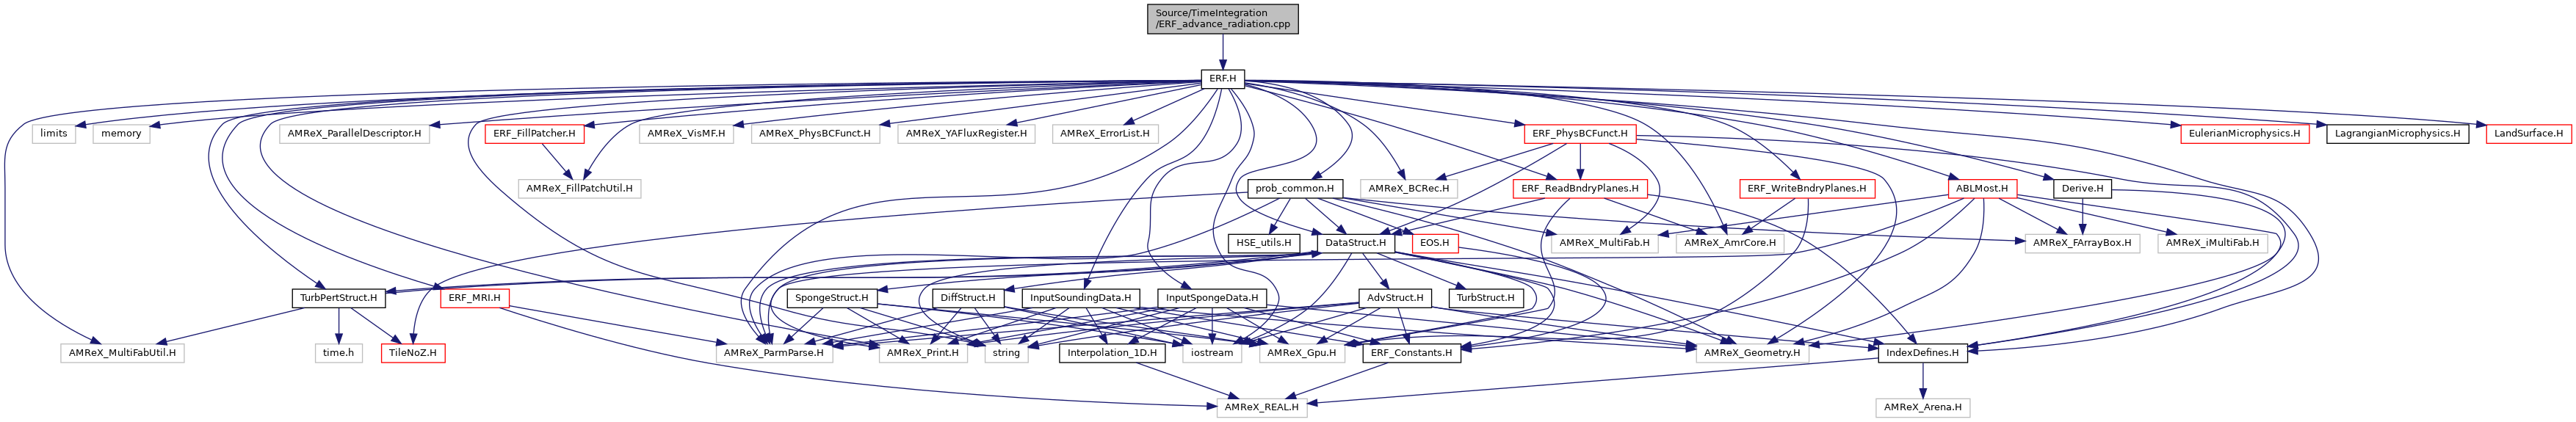 Source/TimeIntegration
/ERF_advance_radiation.cpp
ERF.H
limits
memory
AMReX_ParallelDescriptor.H
ERF_FillPatcher.H
AMReX_VisMF.H
AMReX_PhysBCFunct.H
AMReX_YAFluxRegister.H
AMReX_ErrorList.H
ERF_PhysBCFunct.H
EulerianMicrophysics.H
LagrangianMicrophysics.H
LandSurface.H
AMReX_FillPatchUtil.H
prob_common.H
AMReX_BCRec.H
ERF_ReadBndryPlanes.H
ERF_WriteBndryPlanes.H
ABLMost.H
Derive.H
HSE_utils.H
DataStruct.H
EOS.H
AMReX_MultiFab.H
AMReX_AmrCore.H
AMReX_FArrayBox.H
AMReX_iMultiFab.H
TurbPertStruct.H
ERF_MRI.H
SpongeStruct.H
DiffStruct.H
InputSoundingData.H
InputSpongeData.H
AdvStruct.H
TurbStruct.H
AMReX_MultiFabUtil.H
time.h
TileNoZ.H
AMReX_ParmParse.H
AMReX_Print.H
string
Interpolation_1D.H
iostream
AMReX_Gpu.H
ERF_Constants.H
AMReX_Geometry.H
IndexDefines.H
AMReX_REAL.H
AMReX_Arena.H